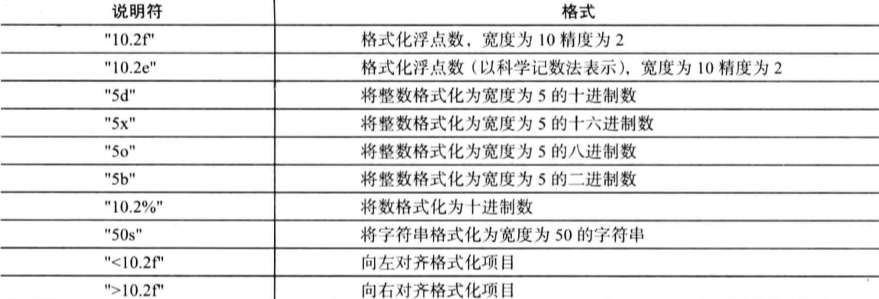 说明符 格式
"10.2f" 格式化浮点数，宽度为 10 精度为 2
"10.2e" 格式化浮点数（以科学记数法表示），宽度为 10 精度为 2
"5d" 将整数格式化为宽度为 5 的十进制数
"5x" 将整数格式化为宽度为 5 的十六进制数
"5o" 将整数格式化为宽度为 5 的八进制数
"5b" 将整数格式化为宽度为 5 的二进制数
"10.2%" 将数格式化为十进制数
"50s" 将字符串格式化为宽度为 50 的字符串
"<10.2f" 向左对齐格式化项目
">10.2f" 向右对齐格式化项目